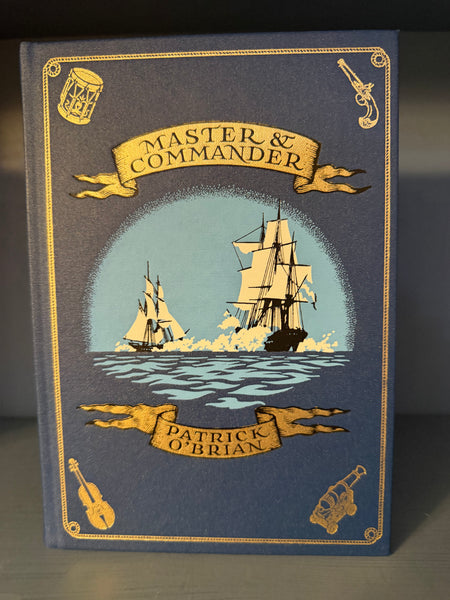 MASTER &
COMMANDER
PATRICK
O'BRIAN